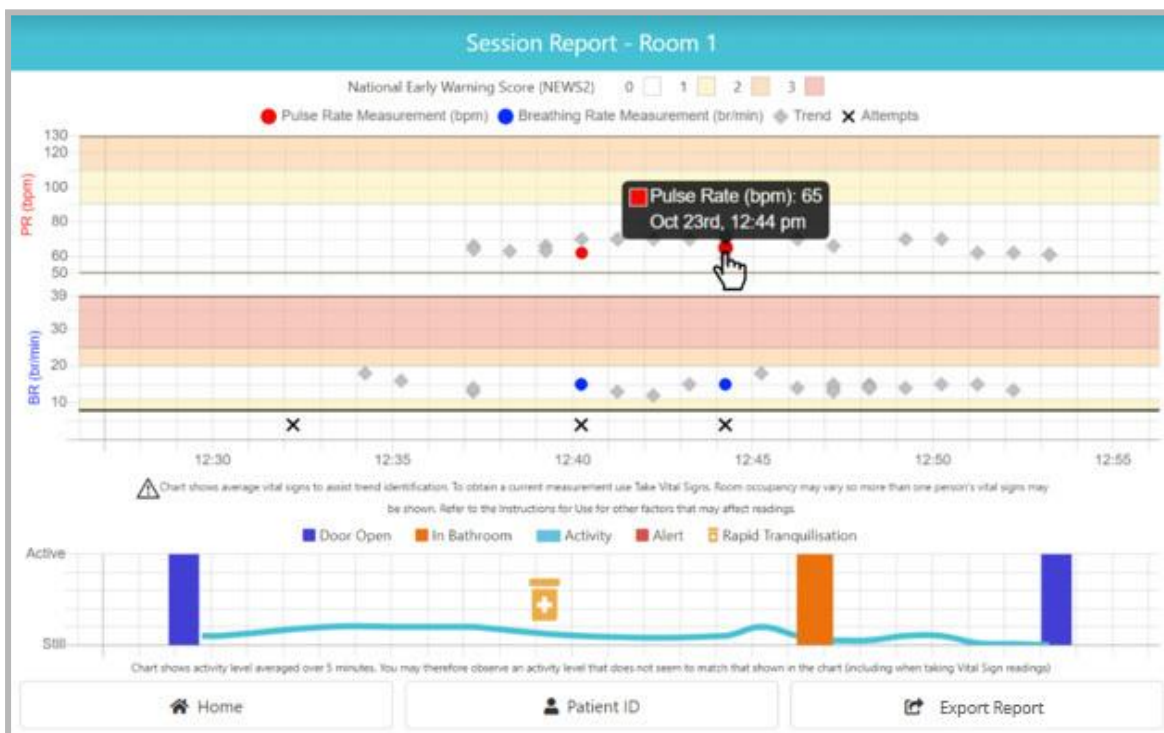 Session Report - Room 1
National Early Warning Score (NEWS2) 0 1 2 3
Pulse Rate Measurement (bpm) Breathing Rate Measurement (br/min) Trend Attempts
130
120
100
80
60
50
PR (bpm)
Pulse Rate (bpm): 65
Oct 23rd, 12:44 pm
39
30
20
10
BR (br/min)
12:30 12:35 12:40 12:45 12:50 12:55
Chart shows average vital signs to assist trend identification. To obtain a current measurement use Take Vital Signs. Room occupancy may vary so more than one person's vital signs may
be shown. Refer to the Instructions for Use for other factors that may affect readings.
Door Open In Bathroom Activity Alert Rapid Tranquilisation
Active
Still
Chart shows activity level averaged over 5 minutes. You may therefore observe an activity level that does not seem to match that shown in the chart (including when taking Vital Sign readings)
Home Patient ID Export Report